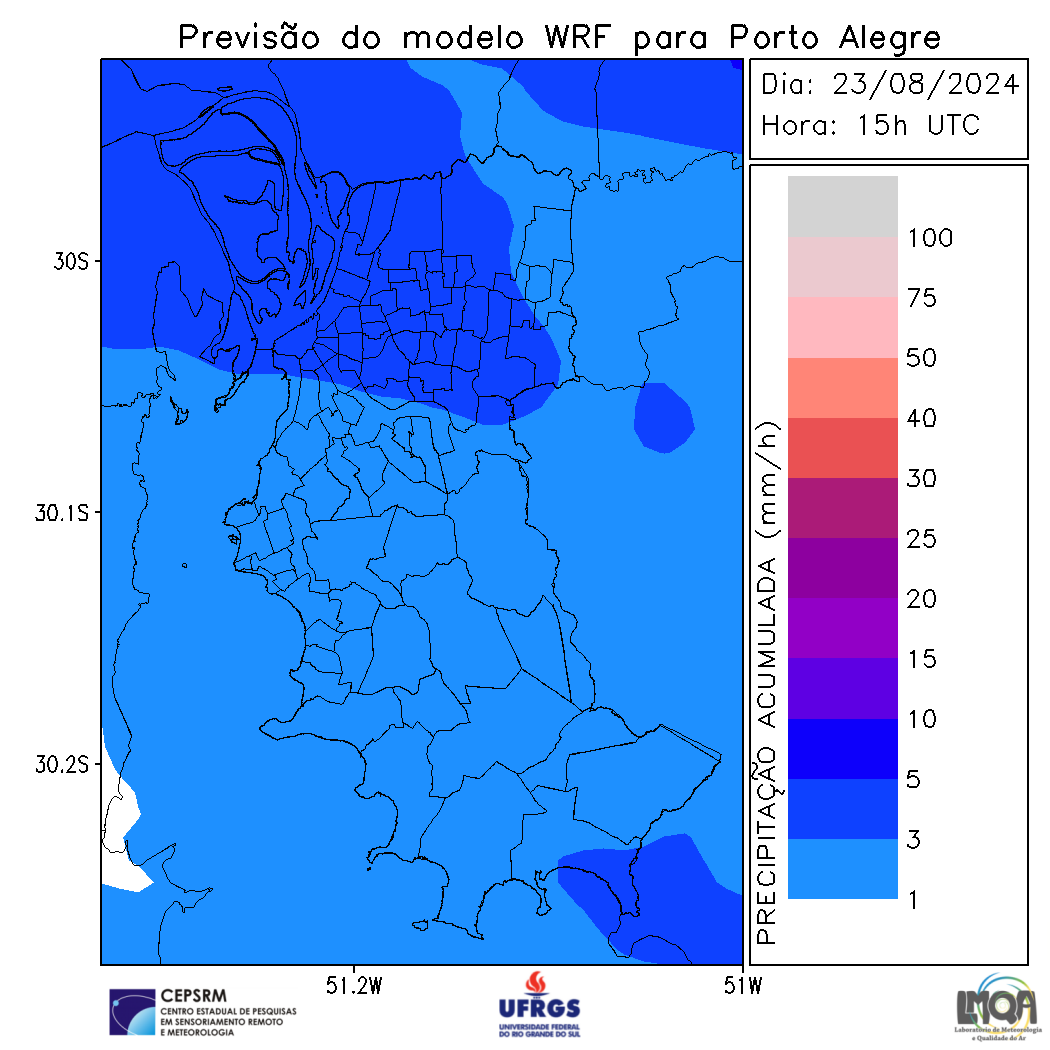 Previsão do modelo WRF para Porto Alegre
Dia: 23/08/2024
Hora: 15h UTC
PRECIPITAÇÃO ACUMULADA (mm/h)
100
75
50
40
30
25
20
15
10
5
3
1
30S
30.1S
30.2S
51.2W
51W
CEPSRM
CENTRO ESTADUAL DE PESQUISAS
EM SENSORIAMENTO REMOTO
E METEOROLOGIA
UFRGS
UNIVERSIDADE FEDERAL
DO RIO GRANDE DO SUL
LMQA
Laboratório de Meteorologia
e Qualidade do Ar